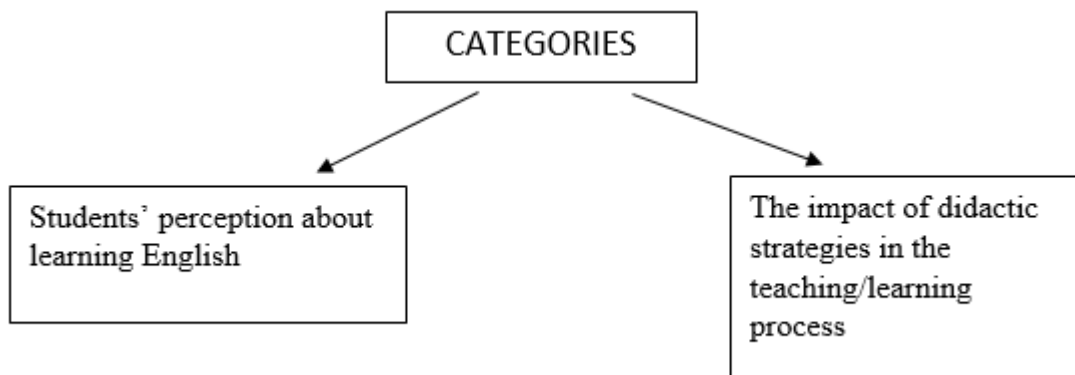 CATEGORIES
Students’ perception about
learning English
The impact of didactic
strategies in the
teaching/learning
process